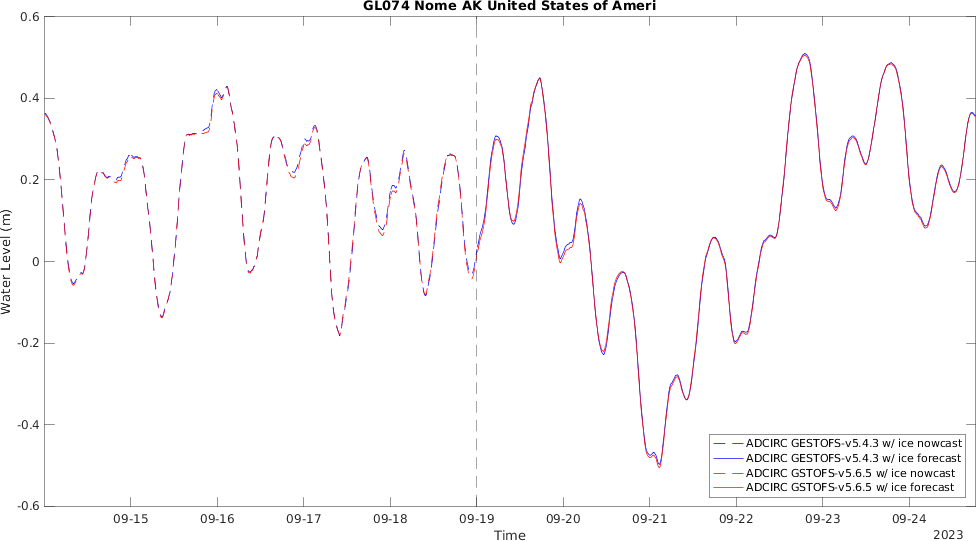 GL074 Nome AK United States of Ameri
0.6
0.4
0.2
0
-0.2
-0.4
-0.6
Water Level (m)
ADCIRC GESTOFS-v5.4.3 w/ ice nowcast
ADCIRC GESTOFS-v5.4.3 w/ ice forecast
ADCIRC GSTOFS-v5.6.5 w/ ice nowcast
ADCIRC GSTOFS-v5.6.5 w/ ice forecast
09-15 09-16 09-17 09-18 09-19 09-20 09-21 09-22 09-23 09-24
Time
2023